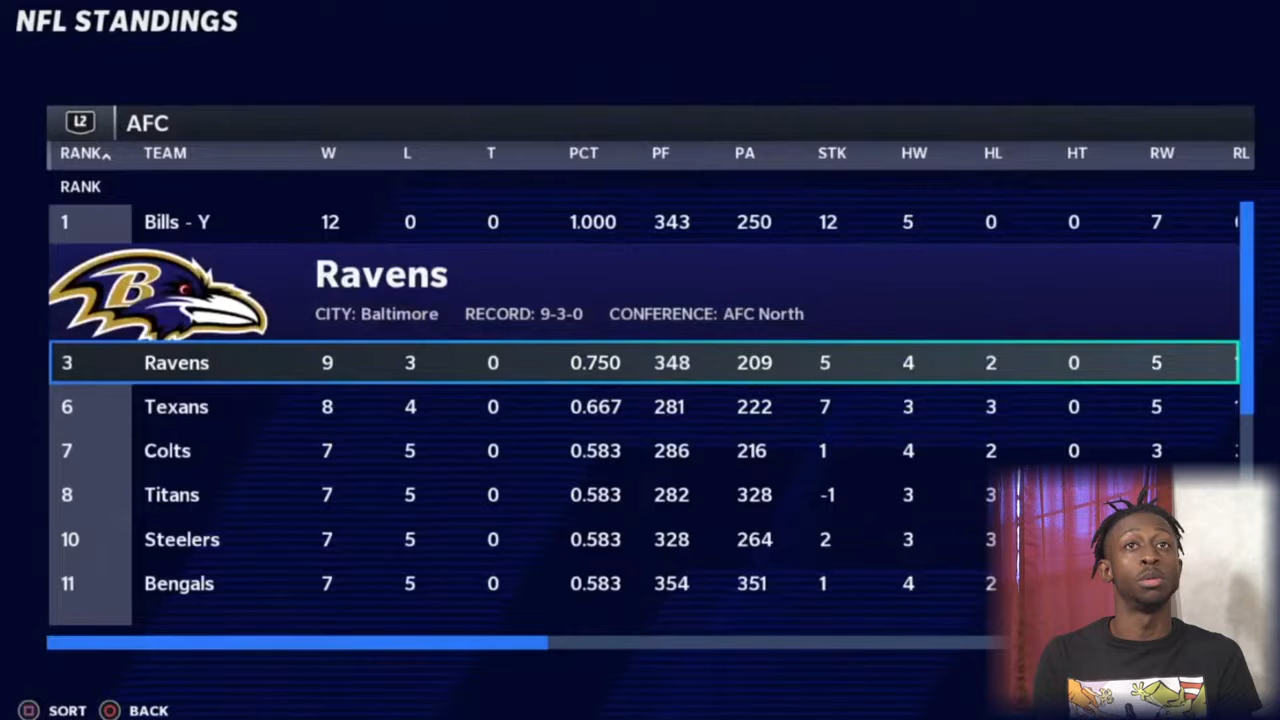 NFL STANDINGS
L2 AFC
RANK TEAM W L T PCT PF PA STK HW HL HT RW RL
RANK
1 Bills - Y 12 0 0 1.000 343 250 12 5 0 0 7
B
Ravens
CITY: Baltimore RECORD: 9-3-0 CONFERENCE: AFC North
3 Ravens 9 3 0 0.750 348 209 5 4 2 0 5
6 Texans 8 4 0 0.667 281 222 7 3 3 0 5
7 Colts 7 5 0 0.583 286 216 1 4 2 0 3
8 Titans 7 5 0 0.583 282 328 -1 3 3
10 Steelers 7 5 0 0.583 328 264 2 3 3
11 Bengals 7 5 0 0.583 354 351 1 4 2
SORT BACK